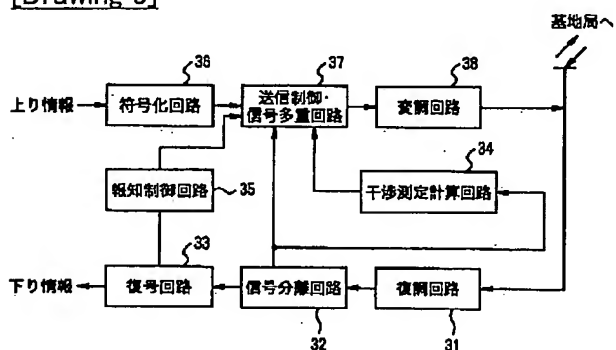 [Drawing
基地局へ
36
37
38
上り情報
符号化回路
送信制御・
信号多重回路
変調回路
34
報知制御回路
35
干渉測定計算回路
33
下り情報
復号回路
信号分離回路
復調回路
32
31